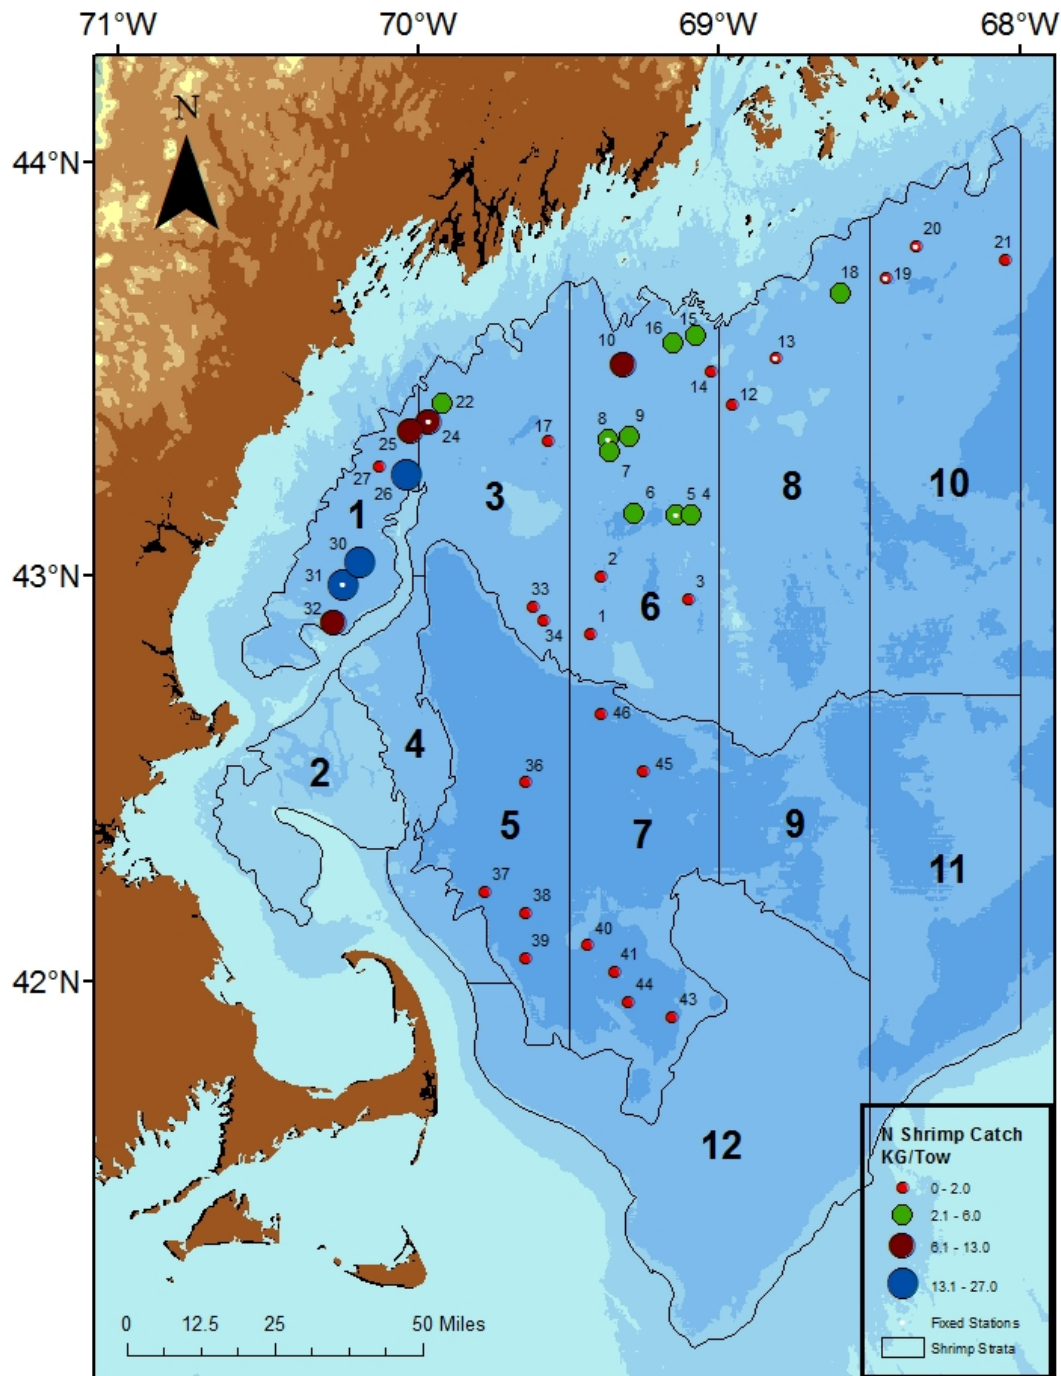 71°W 70°W 69°W 68°W
N
44°N
20
21
18 19
16 15
10 13
14
12
22
25 24 17 8 9
27 7
26 3 8 10
1 6 5 4
30
43°N 2
31 3
33 6
32 34 1
46
4
36 45
2 5 7 9
11
37
38
40
39 41
42°N 44 43
12
N Shrimp Catch
KG/Tow
0 - 2.0
2.1 - 6.0
6.1 - 13.0
13.1 - 27.0
Fixed Stations
Shrimp Strata
0 12.5 25 50 Miles